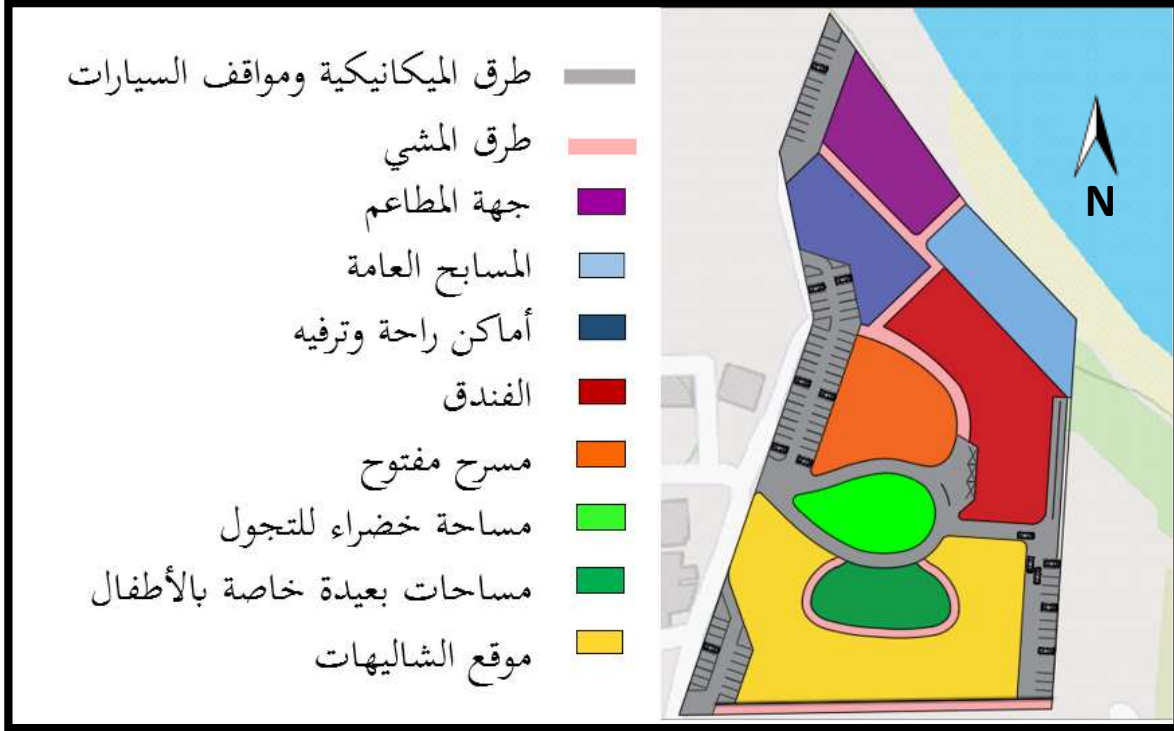 طرق الميكانيكية ومواقف السيارات
طرق المشي
جهة المطاعم
المسابح العامة
أماكن راحة وترفيه
الفندق
مسرح مفتوح
مساحة خضراء للتجول
مساحات بعيدة خاصة بالأطفال
موقع الشاليهات
N